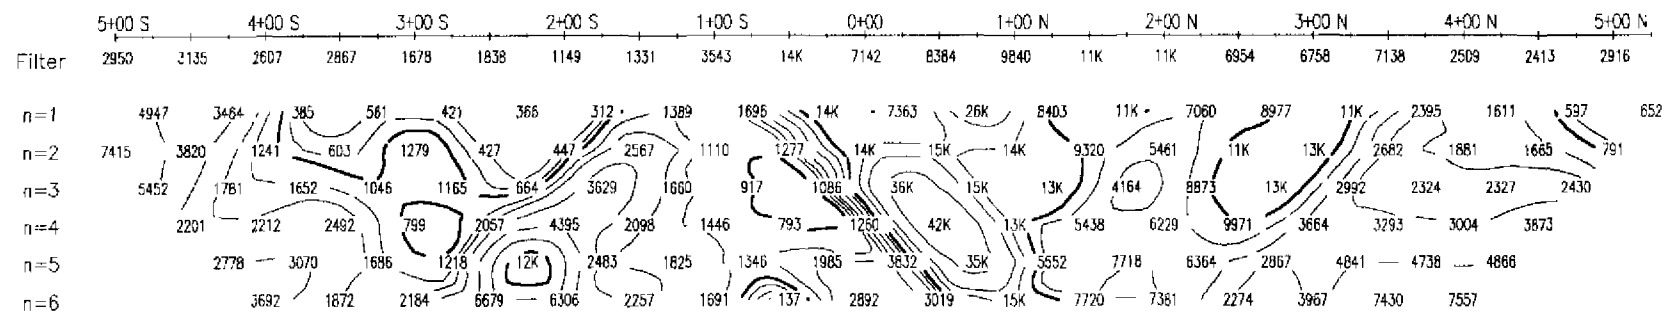 5+00 S 4+00 S 3+00 S 2+00 S 1+00 S 0+00 1+00 N 2+00 N 3+00 N 4+00 N 5+00 N
Filter 2950 3135 2607 2867 1678 1838 1149 1331 3543 14K 7142 8384 9840 11K 11K 6954 6758 7138 2509 2413 2916
n=1 4947 3464 385 561 421 366 312 1389 1696 14K 7363 26K 8403 11K 7060 8977 11K 2395 1611 597 652
n=2 7415 3820 1241 603 1279 427 447 2567 1110 1277 14K 15K 14K 9320 5461 11K 13K 2682 1881 1665 791
n=3 5452 1781 1652 1046 1165 664 3629 1660 917 1086 36K 15K 13K 4164 8873 13K 2992 2324 2327 2430
n=4 2201 2212 2492 799 2057 4395 2098 1446 793 1260 42K 13K 5438 6229 9971 3664 3293 3004 3873
n=5 2778 3070 1686 1218 12K 2483 1825 1346 1985 3832 35K 5552 7718 6364 2867 4841 4738 4866
n=6 3692 1872 2184 6679 6306 2257 1691 137 2892 3019 15K 7720 7381 2274 3967 7430 7557